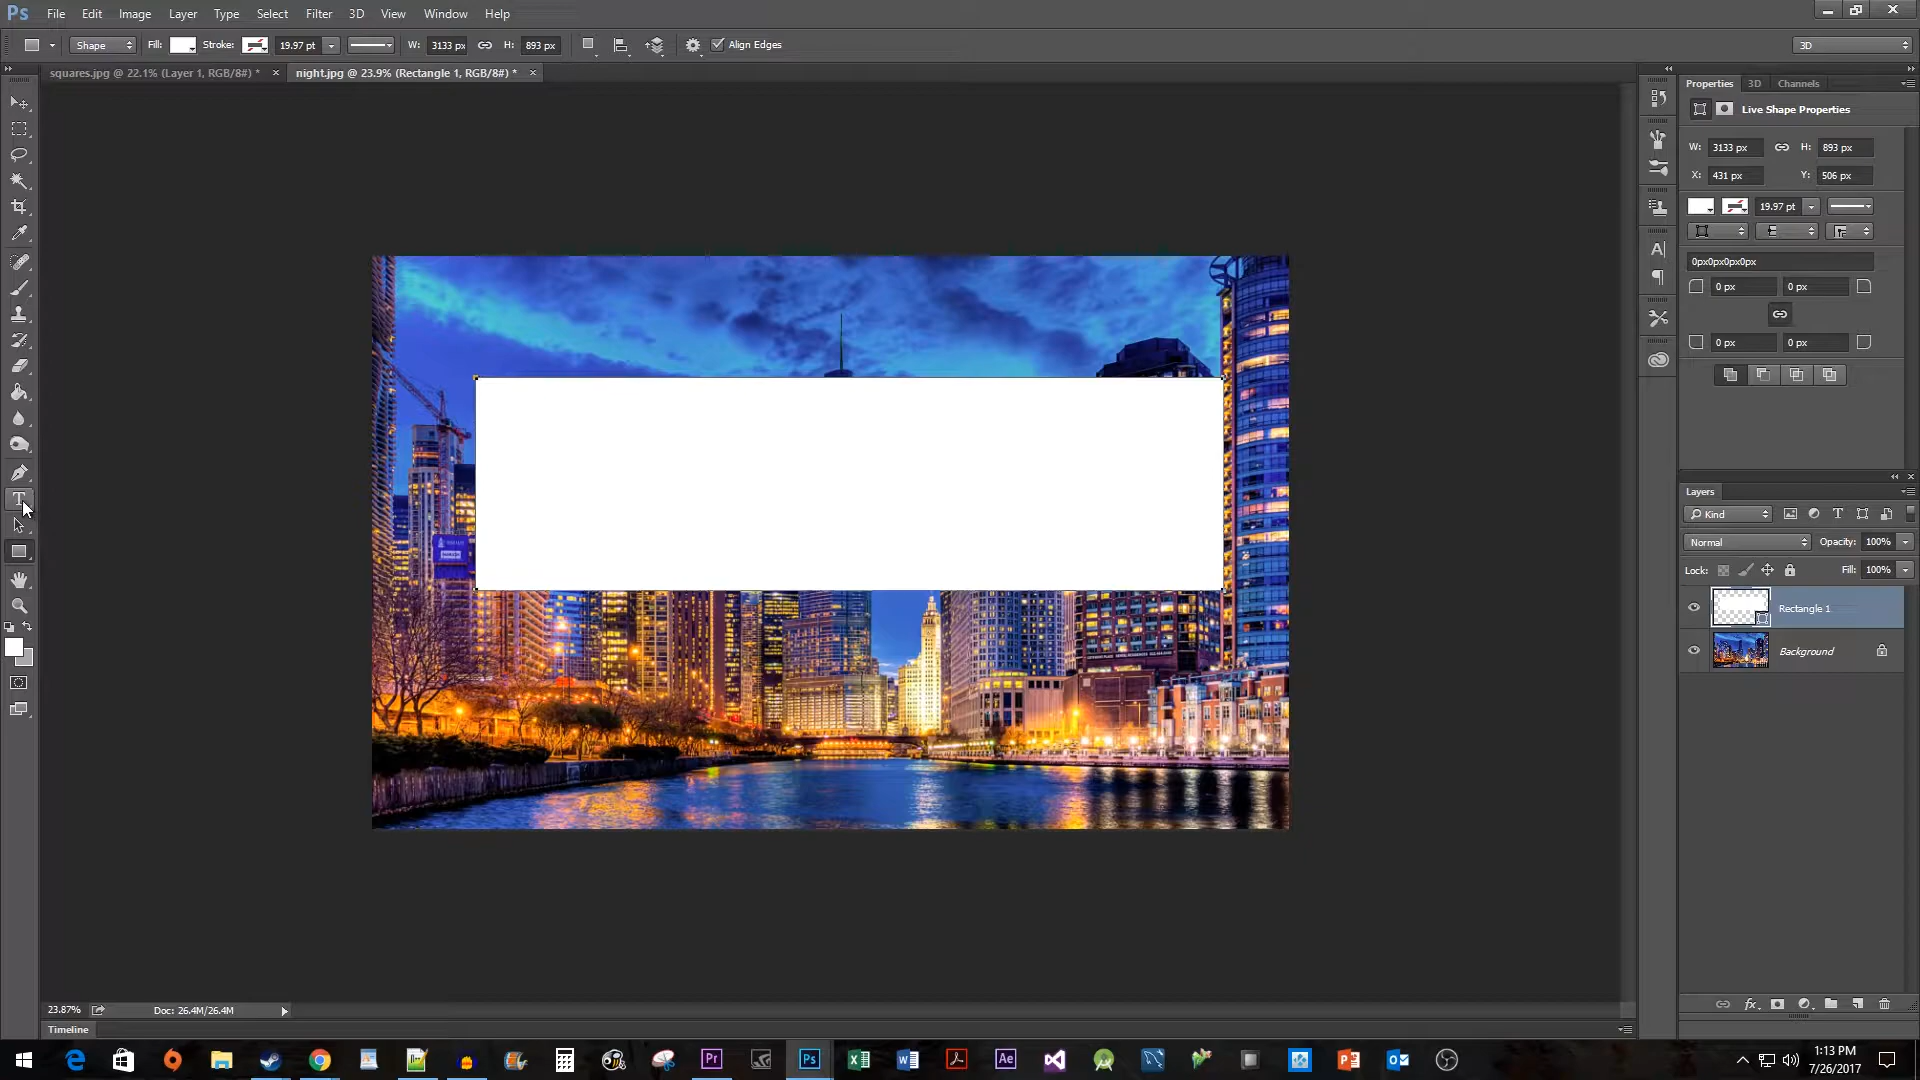 Ps File Edit Image Layer Type Select Filter 3D View Window Help
Shape Fill: Stroke: 19.97 pt W: 3133 px H: 893 px Align Edges 3D
squares.jpg @ 22.1% (Layer 1, RGB/8#) * × night.jpg @ 23.9% (Rectangle 1, RGB/8#) * ×
Properties 3D Channels
Live Shape Properties
W: 3133 px H: 893 px
X: 431 px Y: 506 px
19.97 pt
0px0px0px0px
0 px 0 px
0 px 0 px
Layers
Kind
Normal Opacity: 100%
Lock: Fill: 100%
Rectangle 1
Background
23.87% Doc: 26.4M/26.4M
Timeline
1:13 PM
7/26/2017